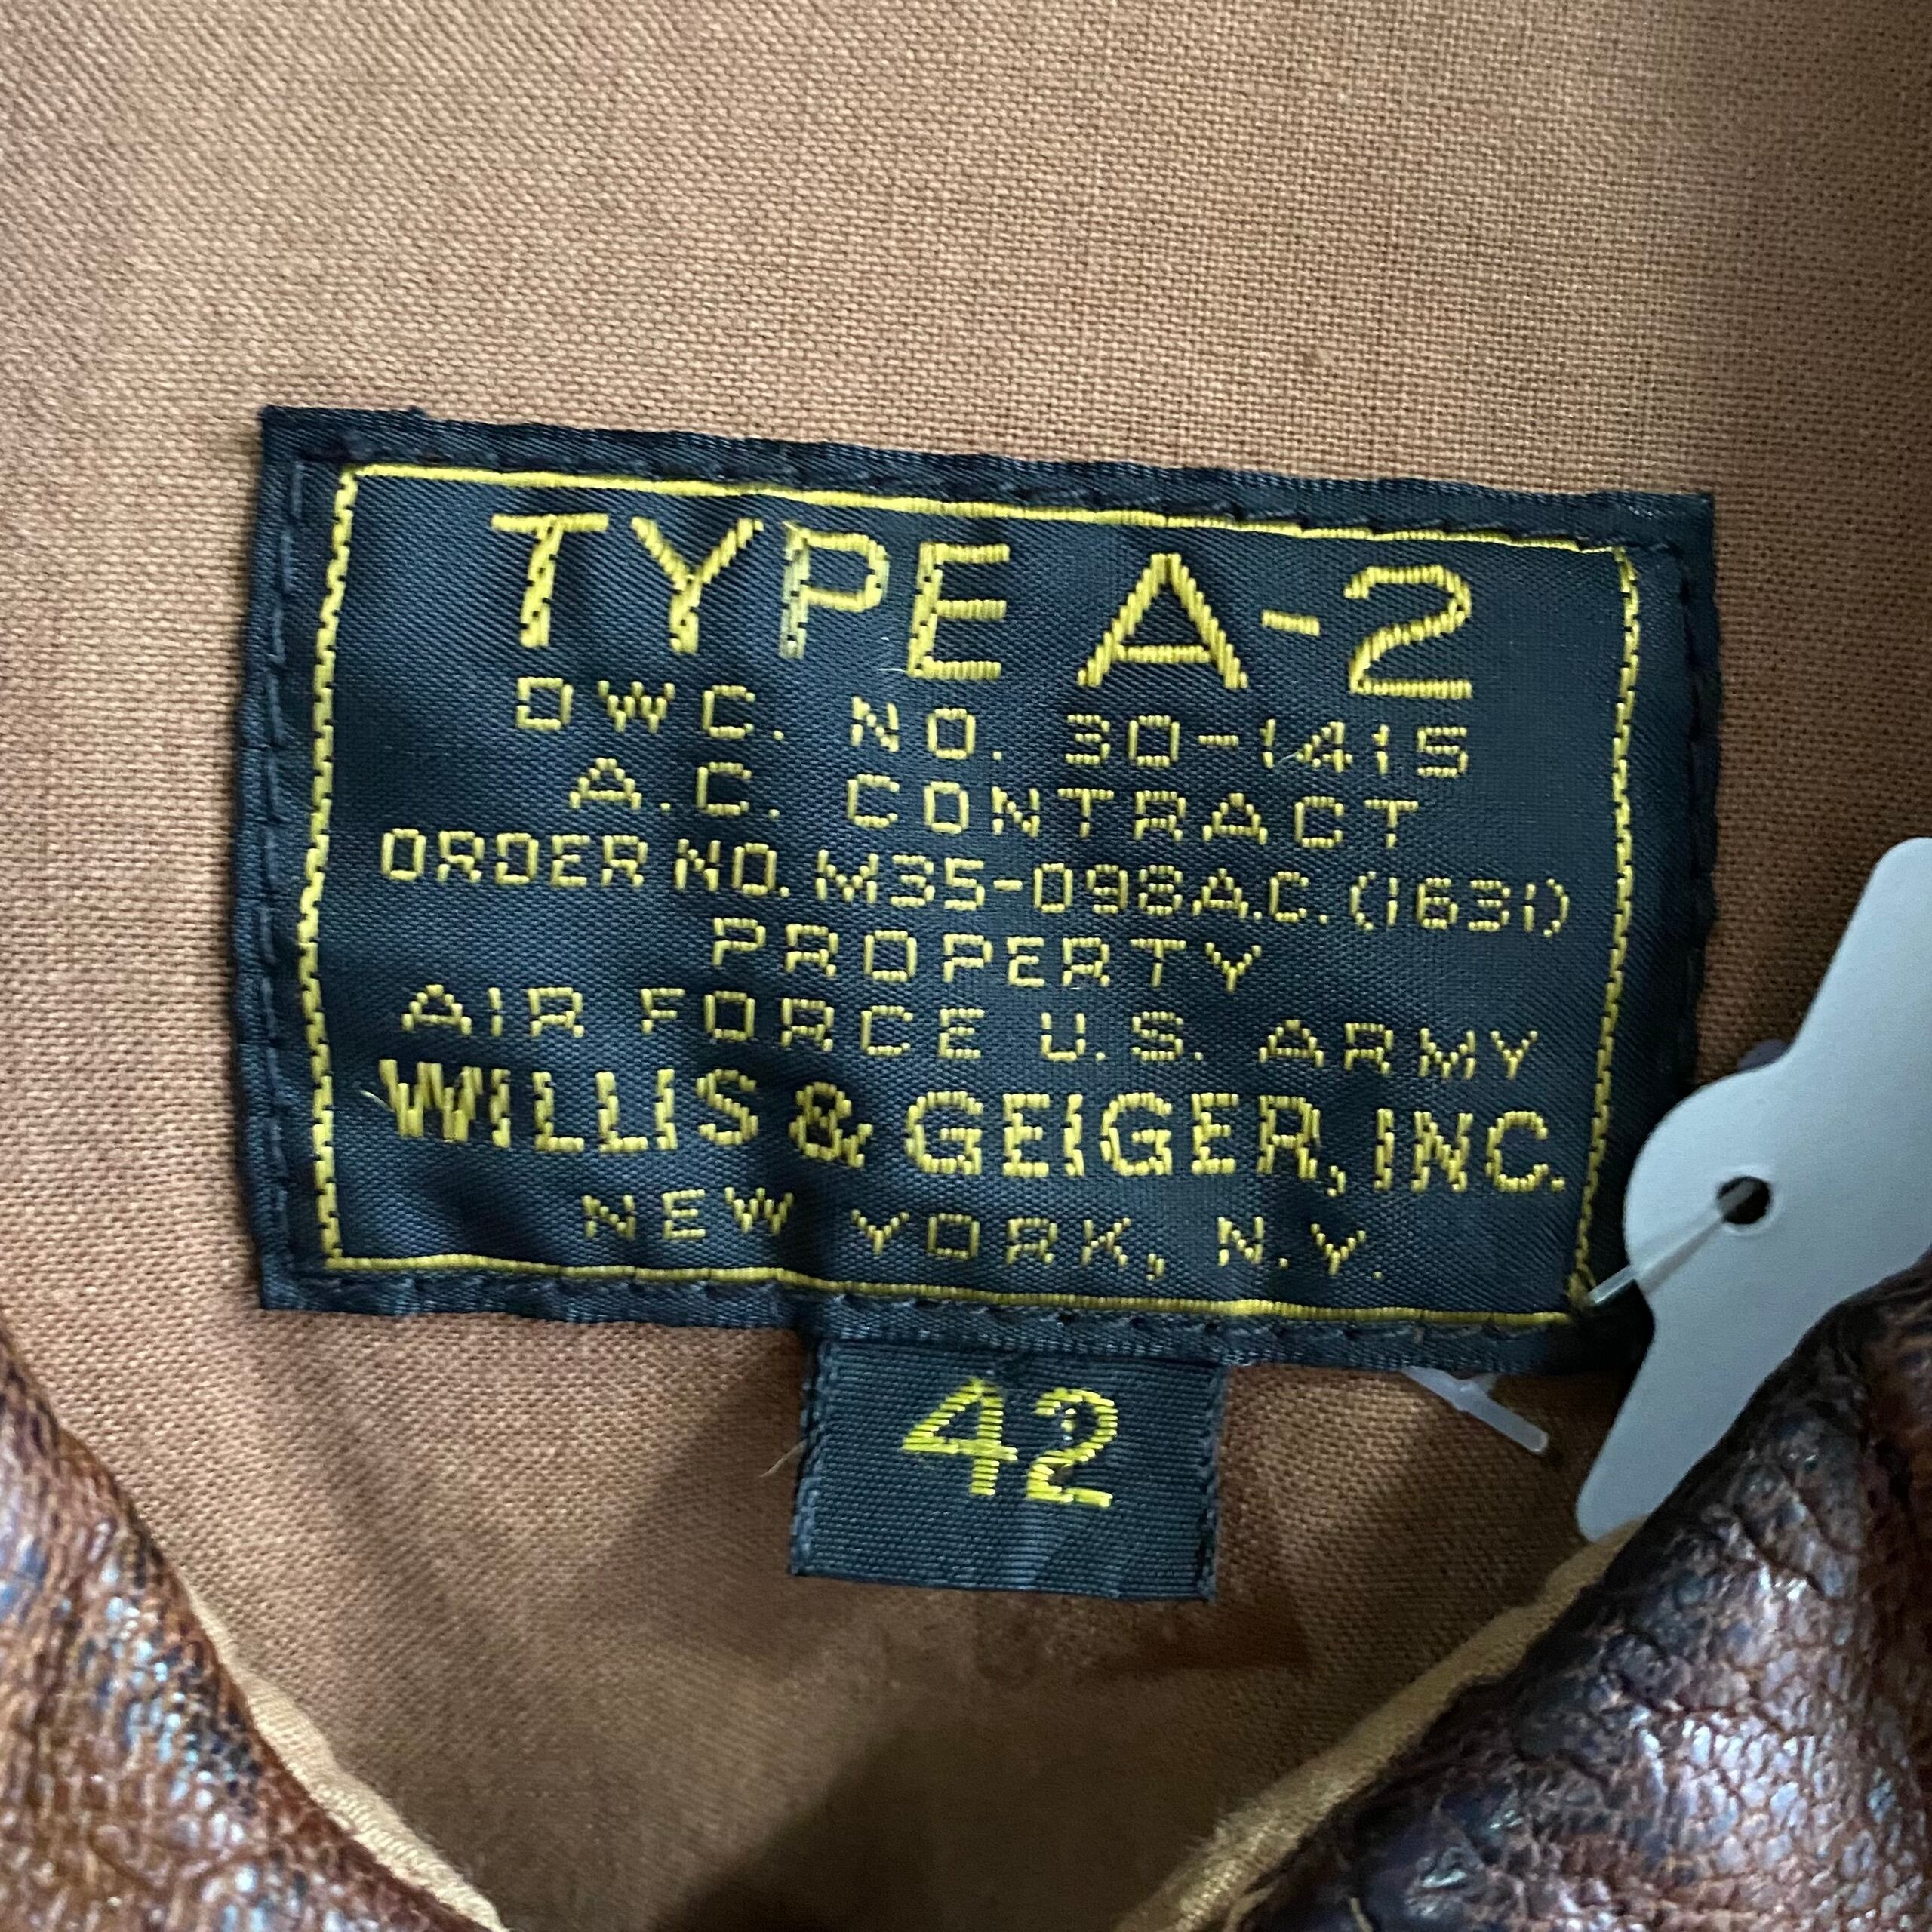 TYPE A-2
DWC. NO. 30-1415
A.C. CONTRACT
ORDER NO. M35-098A.C. (1631)
PROPERTY
AIR FORCE U.S. ARMY
WILLIS & GEIGER, INC.
NEW YORK, N.Y.
42